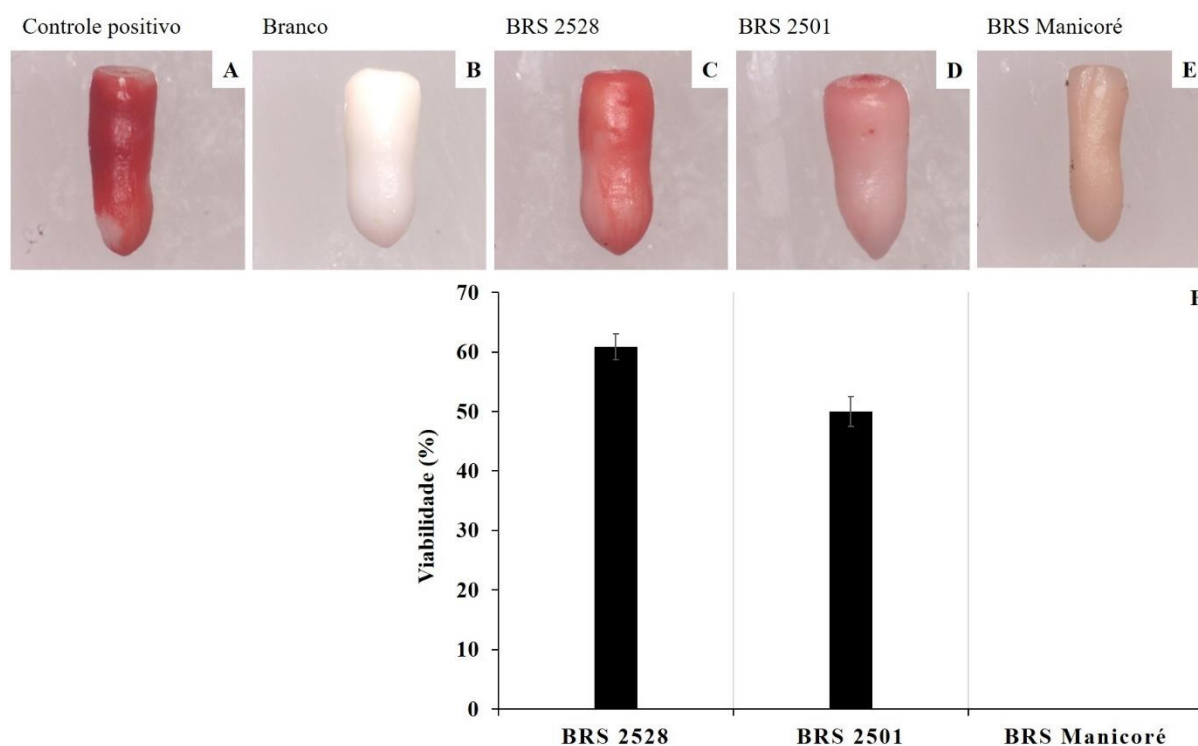 Controle positivo
Branco
BRS 2528
BRS 2501
BRS Manicoré
A
B
C
D
E
F
Viabilidade (%)
70
60
50
40
30
20
10
0
BRS 2528
BRS 2501
BRS Manicoré